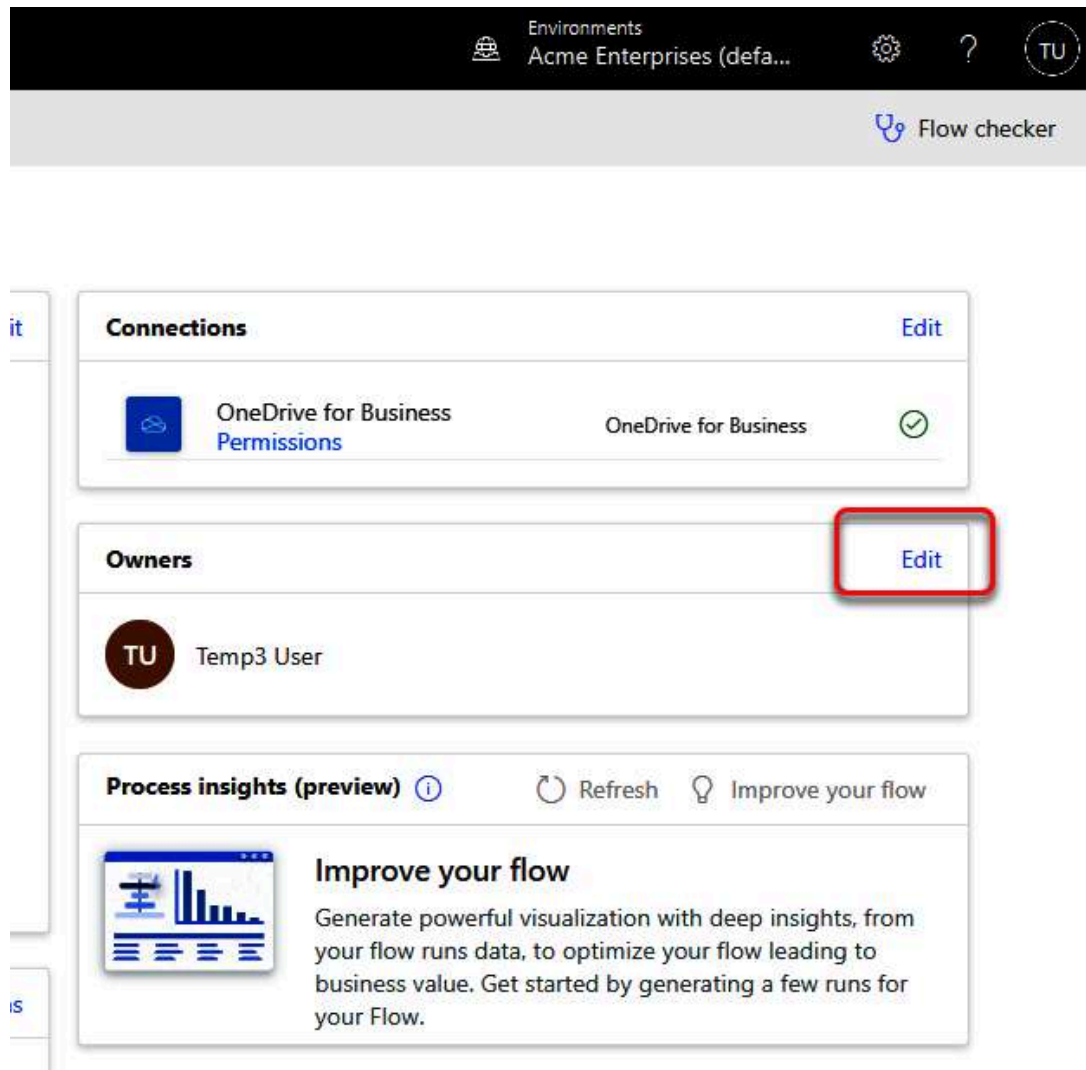 Environments
Acme Enterprises (defa...
TU
Flow checker
it
Connections
Edit
OneDrive for Business
Permissions
OneDrive for Business
Owners
Edit
TU
Temp3 User
Process insights (preview)
Refresh
Improve your flow
Improve your flow
Generate powerful visualization with deep insights, from
your flow runs data, to optimize your flow leading to
business value. Get started by generating a few runs for
your Flow.
ns